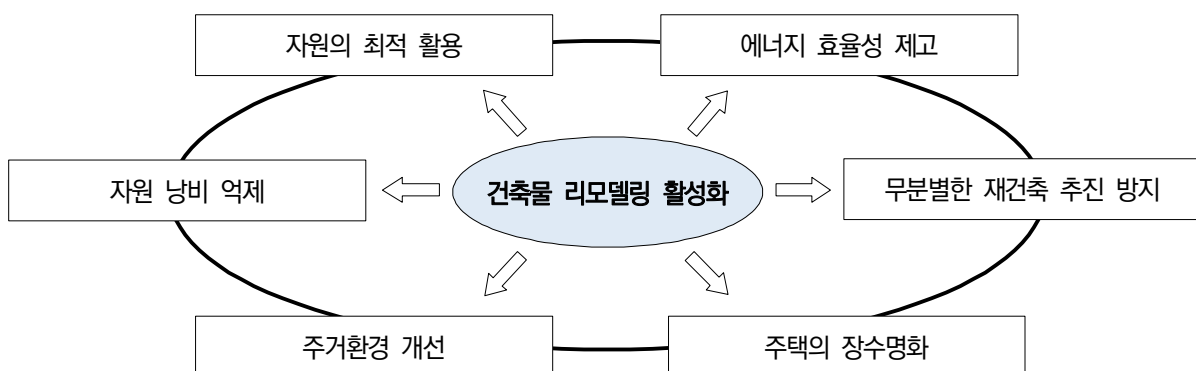 자원의 최적 활용
에너지 효율성 제고
자원 낭비 억제
건축물 리모델링 활성화
무분별한 재건축 추진 방지
주거환경 개선
주택의 장수명화